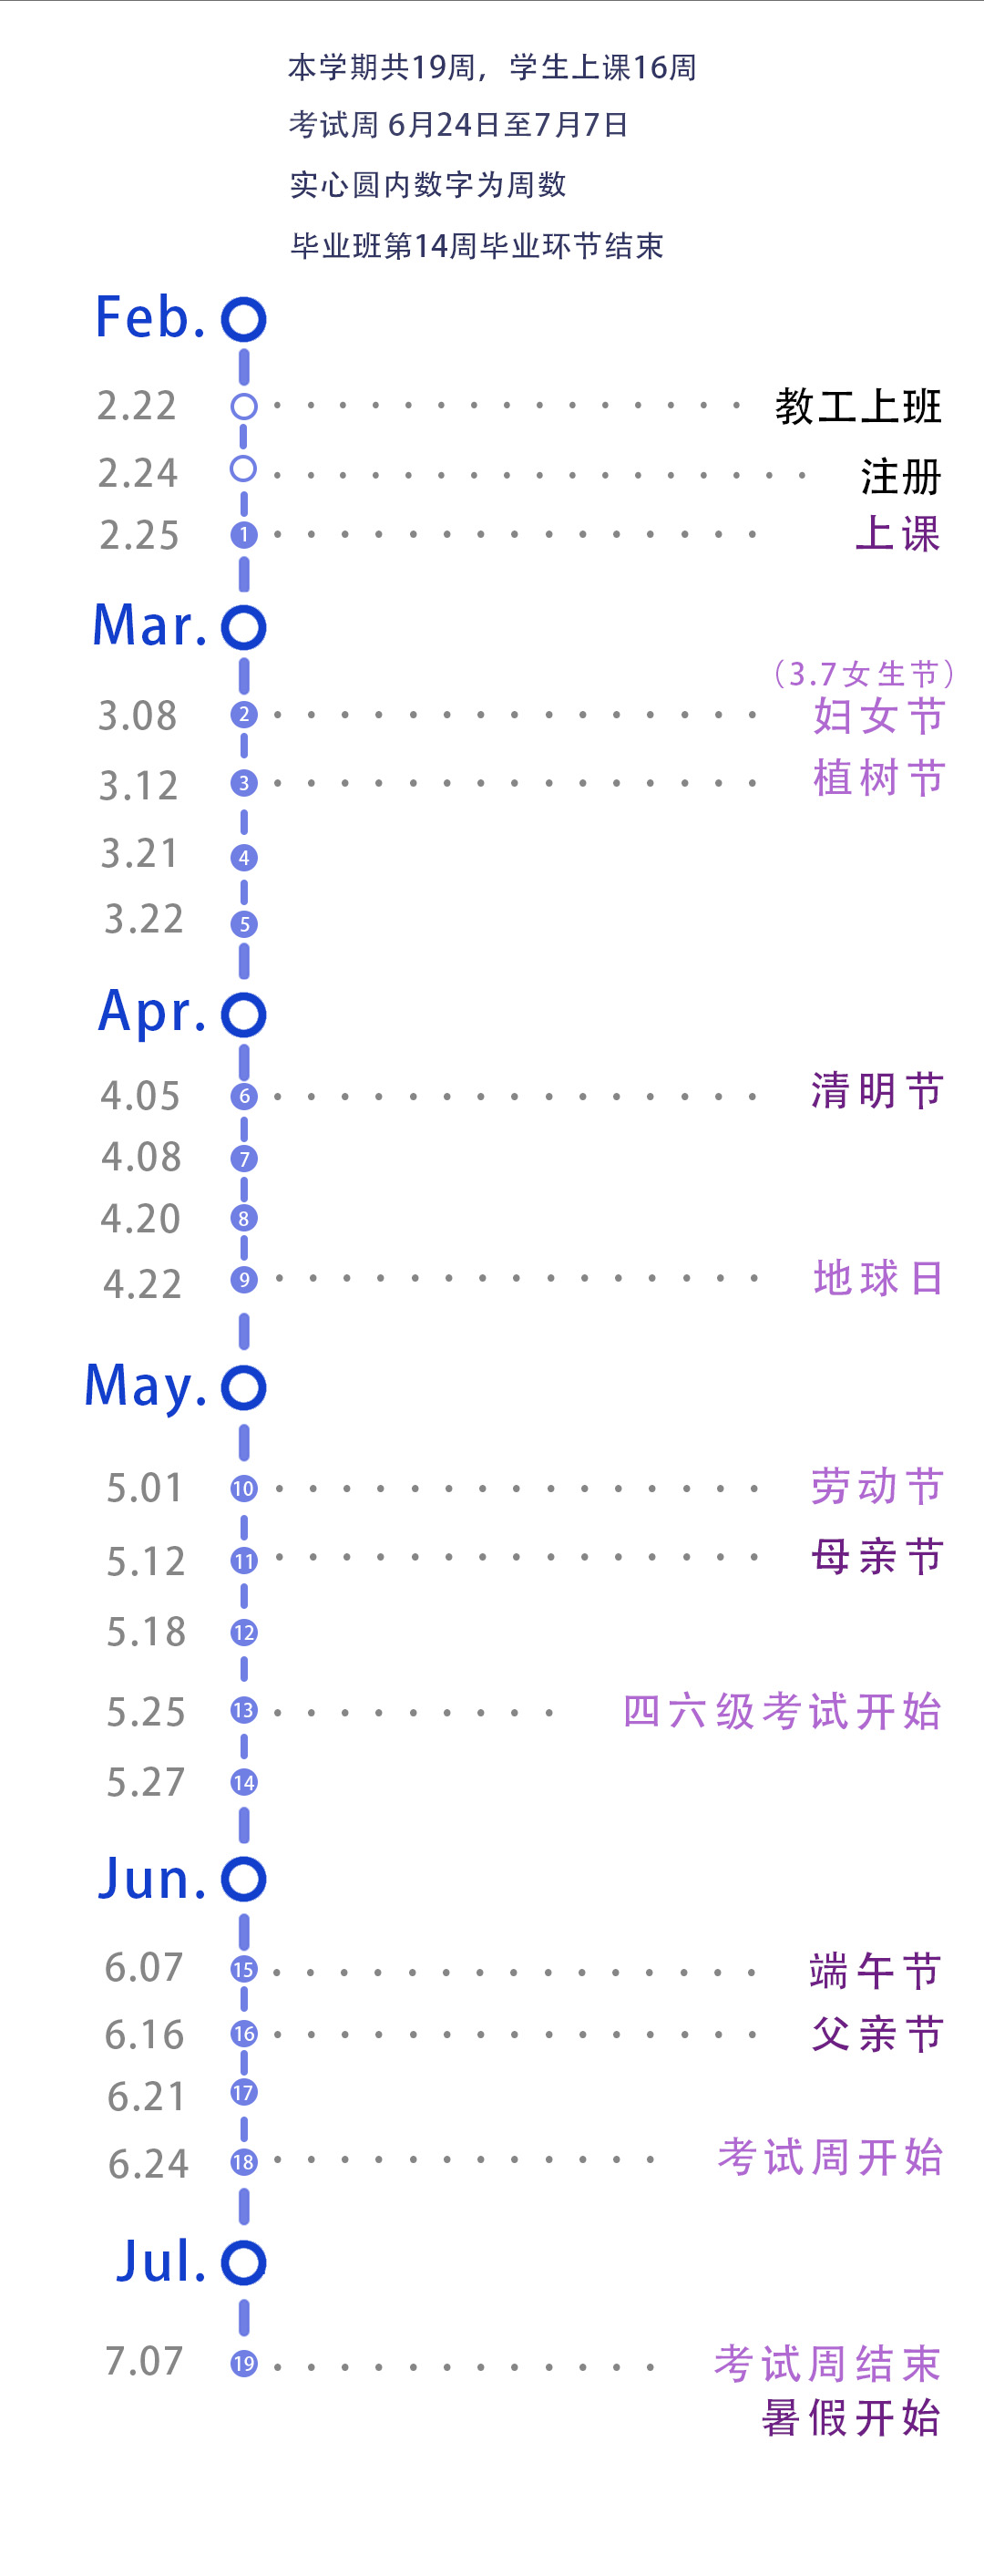 本学期共19周，学生上课16周
考试周 6月24日至7月7日
实心圆内数字为周数
毕业班第14周毕业环节结束
Feb.
2.22 教工上班
2.24 注册
2.25 1 上课
Mar.
（3.7女生节）
3.08 2 妇女节
3.12 3 植树节
3.21 4
3.22 5
Apr.
4.05 6 清明节
4.08 7
4.20 8
4.22 9 地球日
May.
5.01 10 劳动节
5.12 11 母亲节
5.18 12
5.25 13 四六级考试开始
5.27 14
Jun.
6.07 15 端午节
6.16 16 父亲节
6.21 17
6.24 18 考试周开始
Jul.
7.07 19 考试周结束
暑假开始